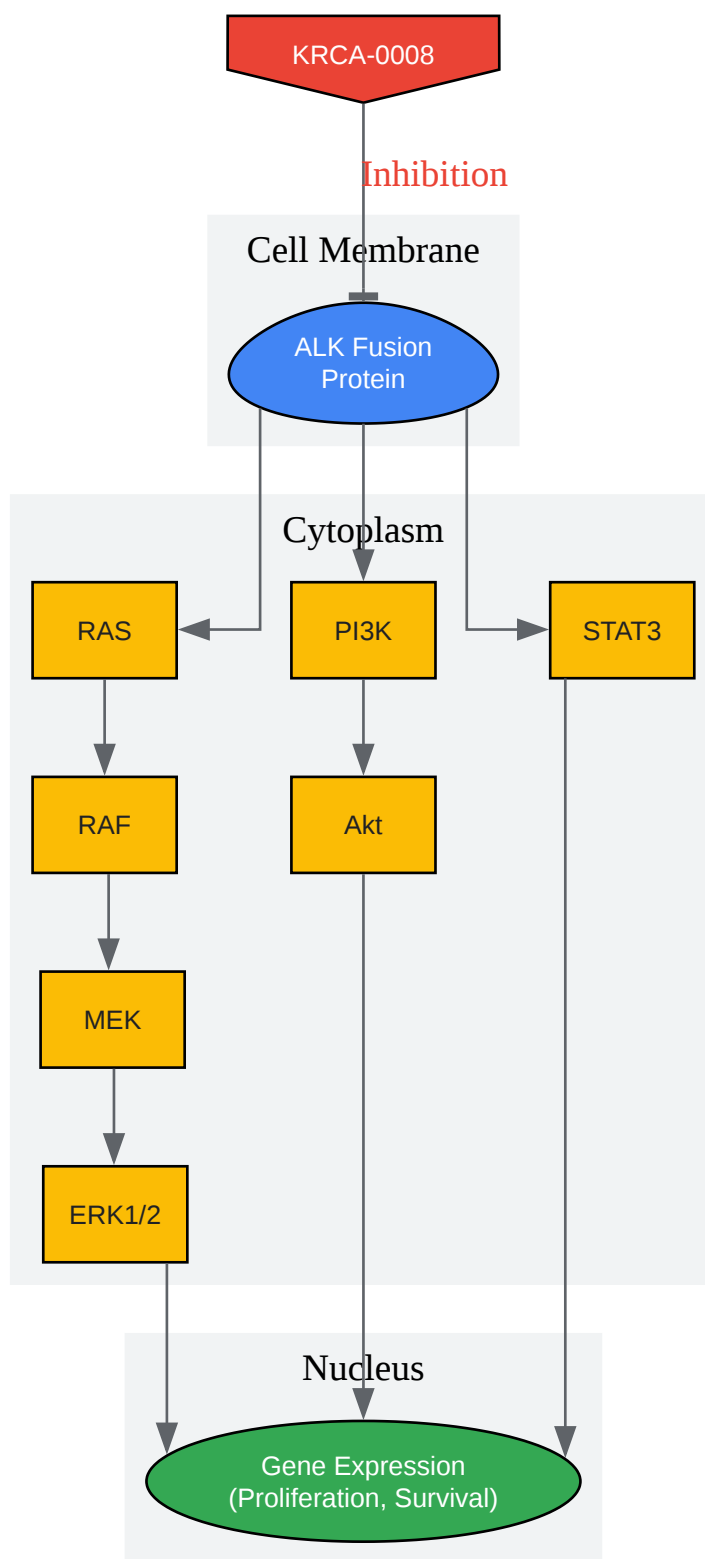 KRCA-0008
Inhibition
Cell Membrane
ALK Fusion
Protein
Cytoplasm
RAS
PI3K
STAT3
RAF
Akt
MEK
ERK1/2
Nucleus
Gene Expression
(Proliferation, Survival)